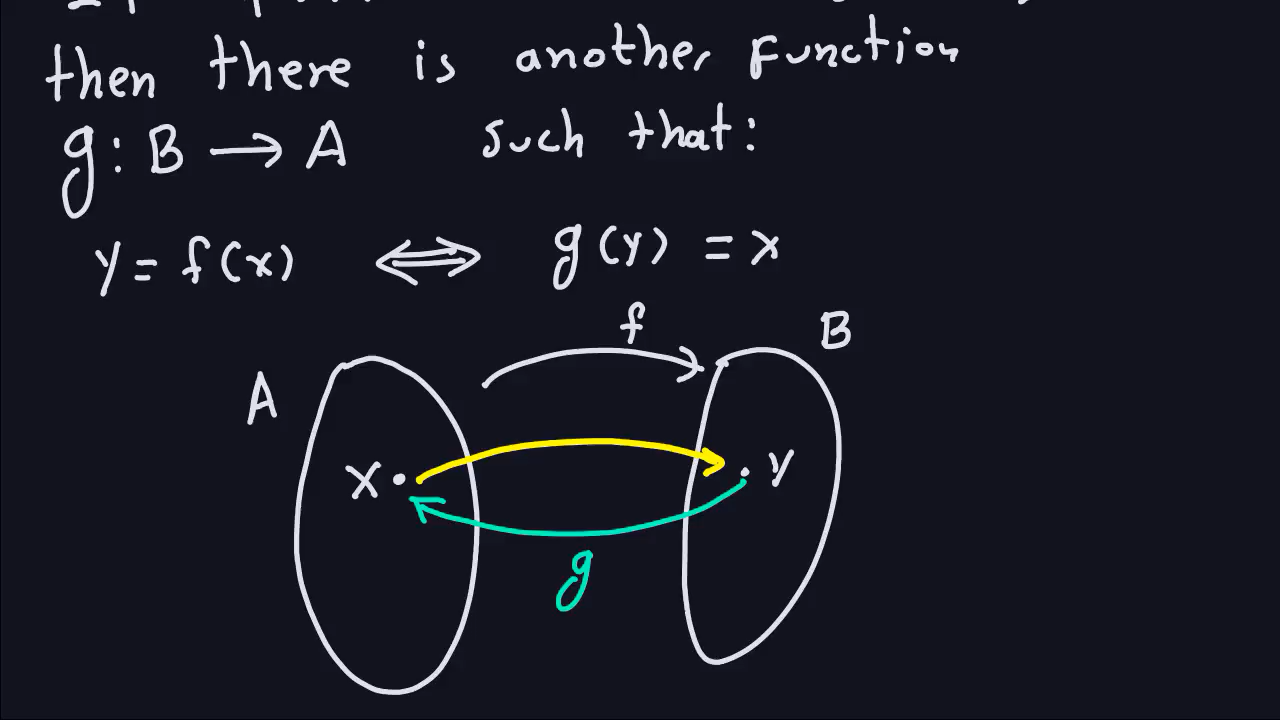 then there is another function
g: B → A such that:
y = f(x) ⟺ g(y) = x
f
B
A
x
y
g